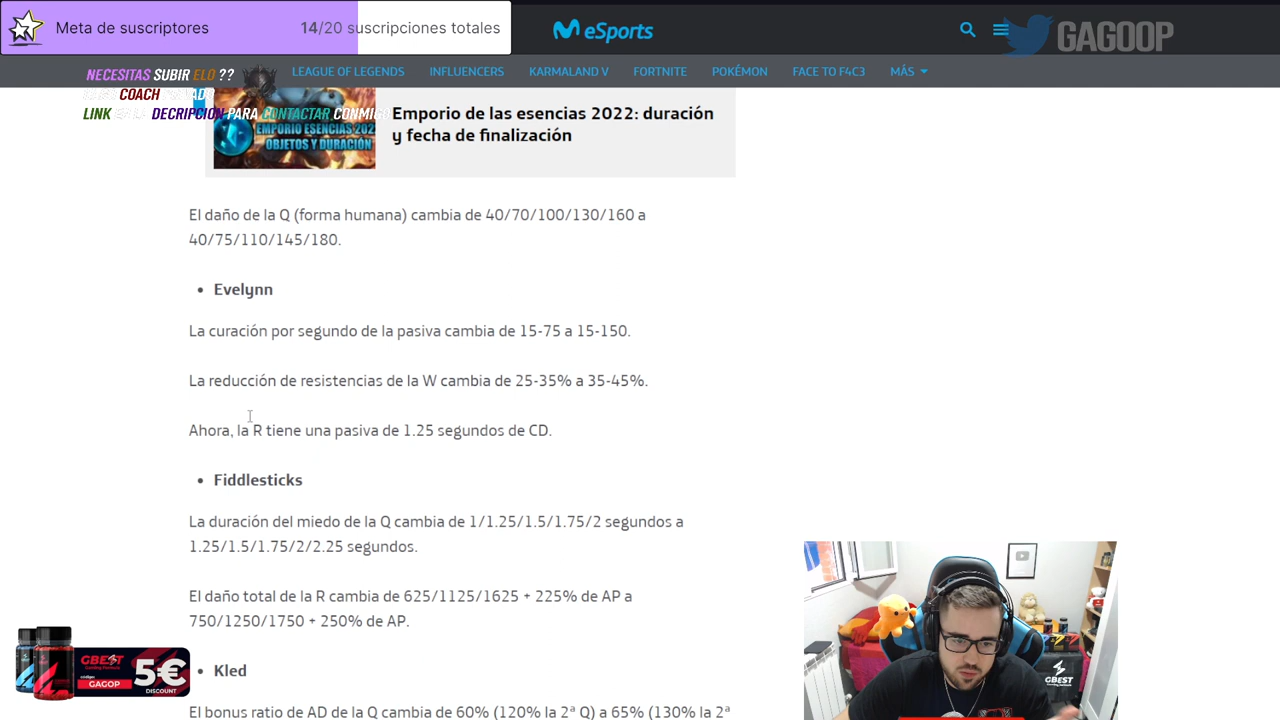 Meta de suscriptores
14/20 suscripciones totales
eSports
GAGOOP
NECESITAS SUBIR ELO ??
COACH
LINK
DECRIPCION PARA CONTACTAR CONMIGO
LEAGUE OF LEGENDS
INFLUENCERS
KARMALAND V
FORTNITE
POKÉMON
FACE TO F4C3
MÁS
EMPORIO ESENCIAS 2022
OBJETOS Y DURACIÓN
Emporio de las esencias 2022: duración
y fecha de finalización
El daño de la Q (forma humana) cambia de 40/70/100/130/160 a
40/75/110/145/180.
• Evelynn
La curación por segundo de la pasiva cambia de 15-75 a 15-150.
La reducción de resistencias de la W cambia de 25-35% a 35-45%.
Ahora, la R tiene una pasiva de 1.25 segundos de CD.
• Fiddlesticks
La duración del miedo de la Q cambia de 1/1.25/1.5/1.75/2 segundos a
1.25/1.5/1.75/2/2.25 segundos.
El daño total de la R cambia de 625/1125/1625 + 225% de AP a
750/1250/1750 + 250% de AP.
• Kled
El bonus ratio de AD de la Q cambia de 60% (120% la 2ª Q) a 65% (130% la 2ª
GBEST
código:
GAGOP
5€
DISCOUNT
GBEST